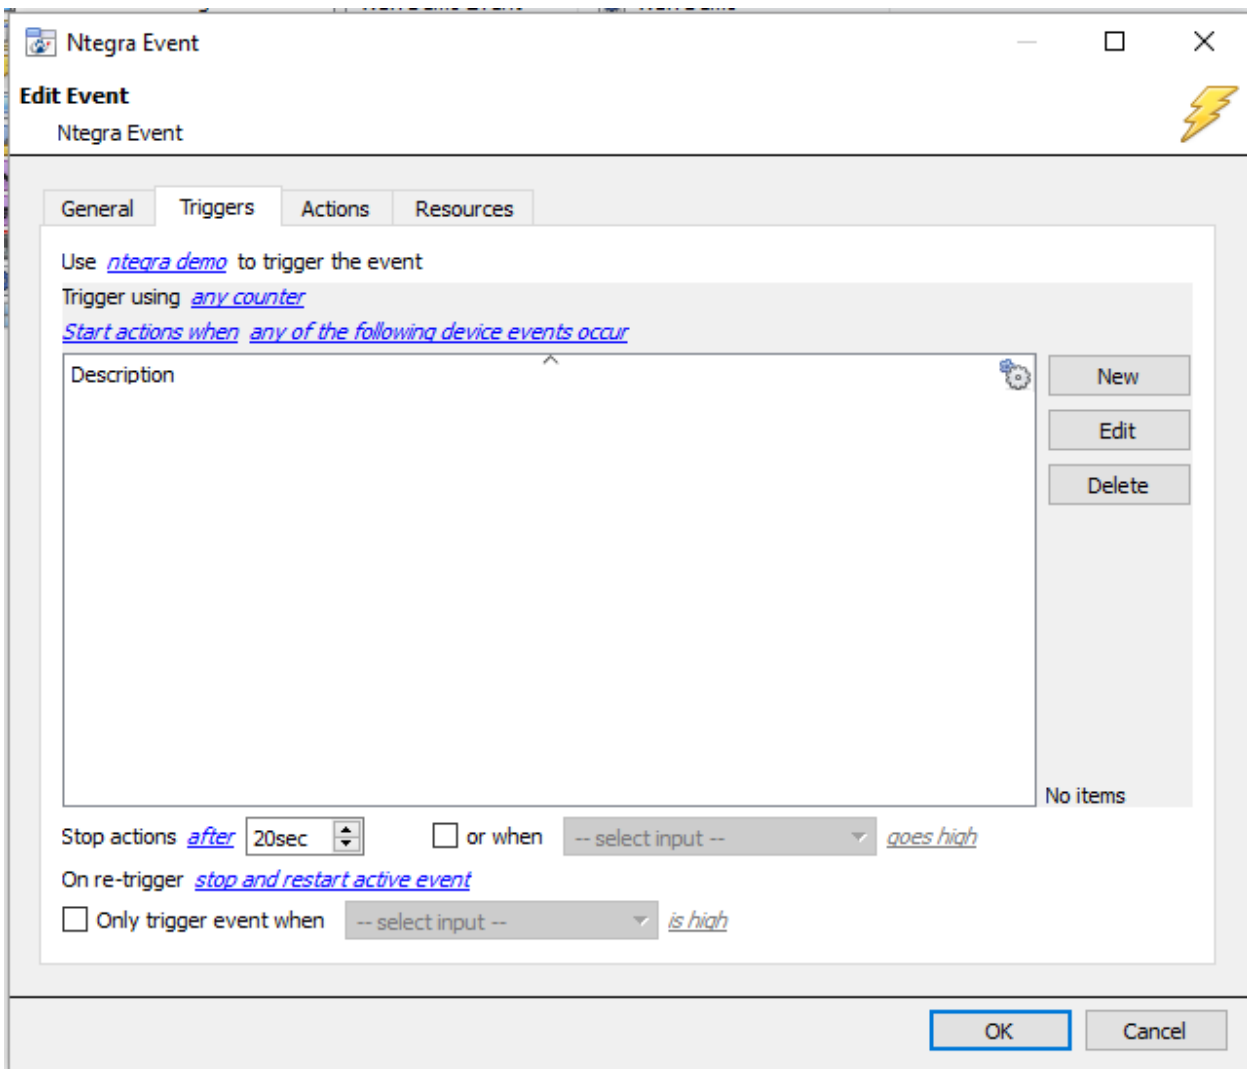 Ntegra Event
Edit Event
Ntegra Event
General Triggers Actions Resources
Use ntegra demo to trigger the event
Trigger using any counter
Start actions when any of the following device events occur
Description
New
Edit
Delete
No items
Stop actions after 20sec or when -- select input -- goes high
On re-trigger stop and restart active event
Only trigger event when -- select input -- is high
OK Cancel